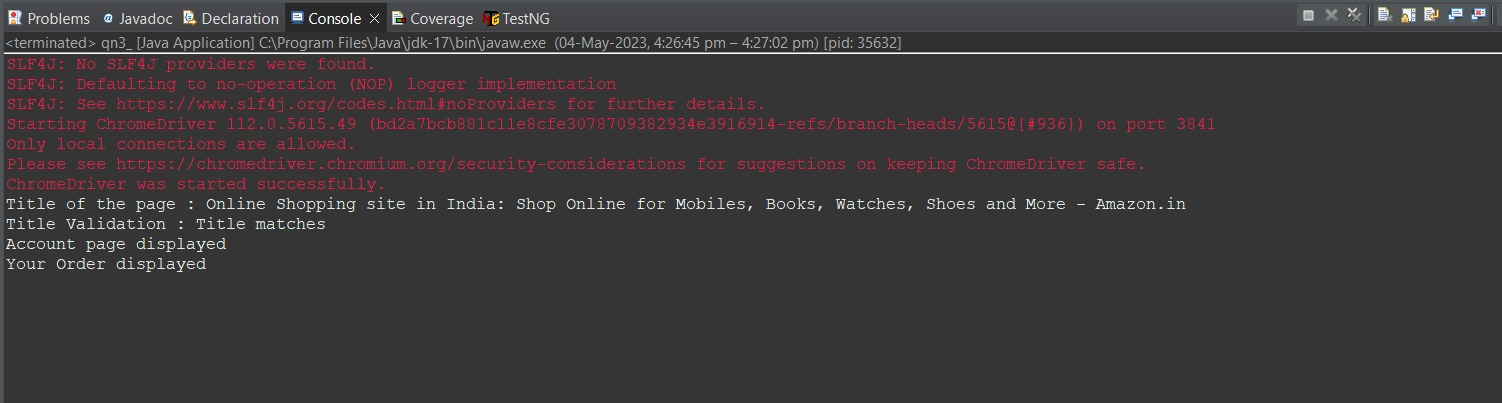 Problems @ Javadoc Declaration Console Coverage TestNG
<terminated> qn3_ [Java Application] C:\Program Files\Java\jdk-17\bin\javaw.exe (04-May-2023, 4:26:45 pm – 4:27:02 pm) [pid: 35632]
SLF4J: No SLF4J providers were found.
SLF4J: Defaulting to no-operation (NOP) logger implementation
SLF4J: See https://www.slf4j.org/codes.html#noProviders for further details.
Starting ChromeDriver 112.0.5615.49 (bd2a7bcb881c11e8cfe3078709382934e3916914-refs/branch-heads/5615@{#936}) on port 3841
Only local connections are allowed.
Please see https://chromedriver.chromium.org/security-considerations for suggestions on keeping ChromeDriver safe.
ChromeDriver was started successfully.
Title of the page : Online Shopping site in India: Shop Online for Mobiles, Books, Watches, Shoes and More - Amazon.in
Title Validation : Title matches
Account page displayed
Your Order displayed